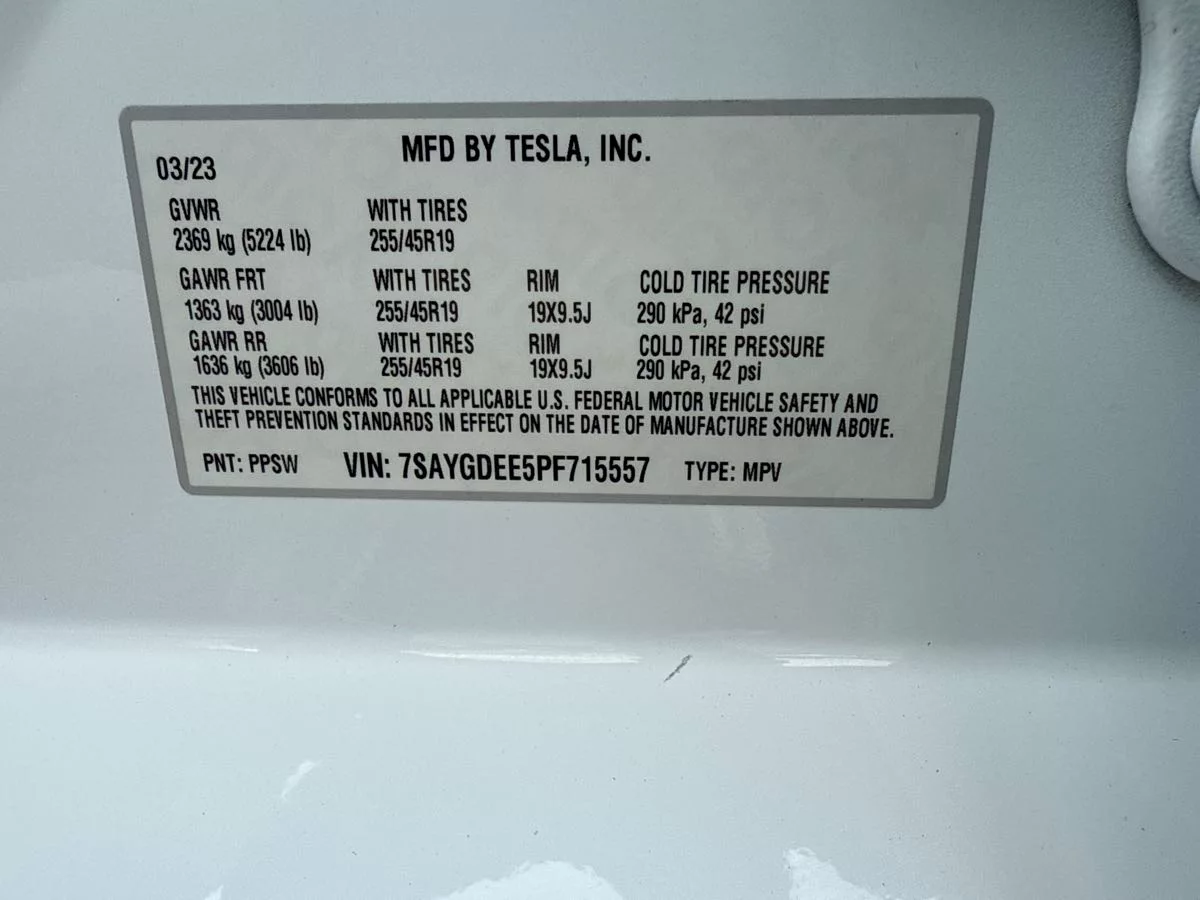 MFD BY TESLA, INC.
03/23
GVWR WITH TIRES
2369 kg (5224 lb) 255/45R19
GAWR FRT WITH TIRES RIM COLD TIRE PRESSURE
1363 kg (3004 lb) 255/45R19 19X9.5J 290 kPa, 42 psi
GAWR RR WITH TIRES RIM COLD TIRE PRESSURE
1636 kg (3606 lb) 255/45R19 19X9.5J 290 kPa, 42 psi
THIS VEHICLE CONFORMS TO ALL APPLICABLE U.S. FEDERAL MOTOR VEHICLE SAFETY AND
THEFT PREVENTION STANDARDS IN EFFECT ON THE DATE OF MANUFACTURE SHOWN ABOVE.
PNT: PPSW VIN: 7SAYGDEE5PF715557 TYPE: MPV